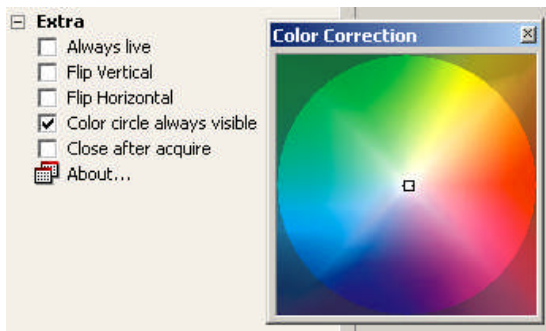 Extra
Always live
Flip Vertical
Flip Horizontal
Color circle always visible
Close after acquire
About...
Color Correction